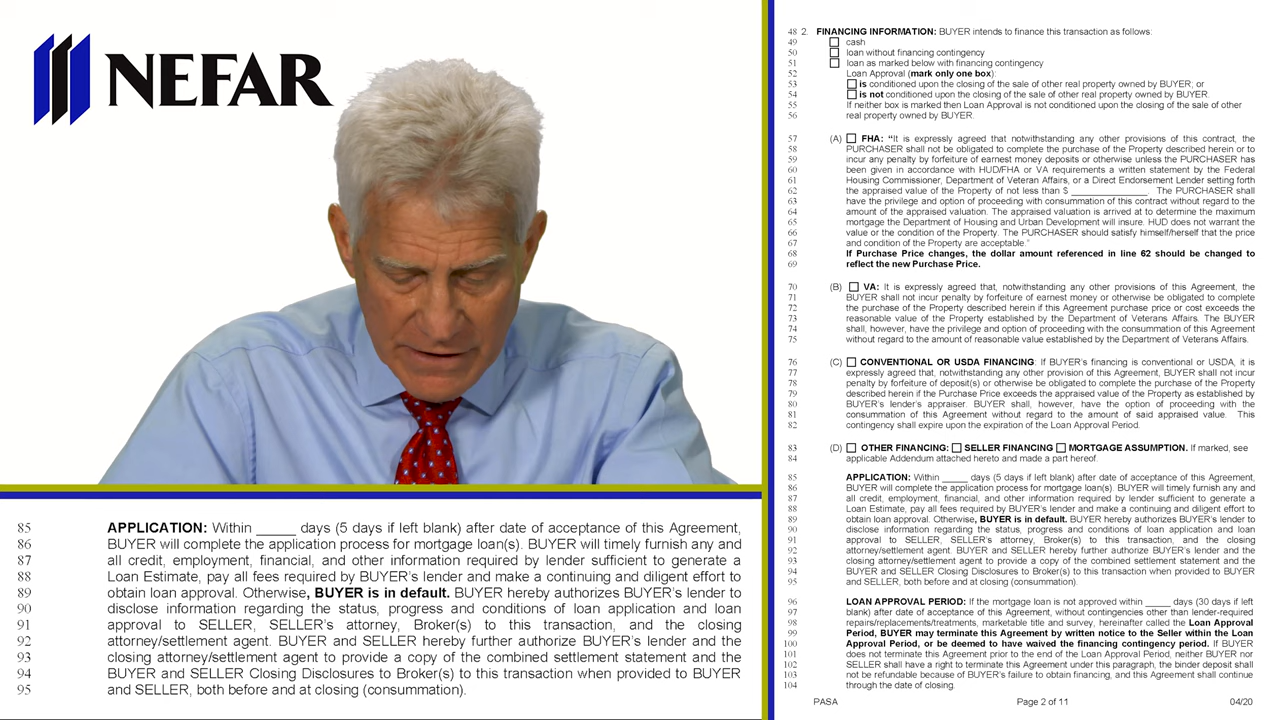 NEFAR
85 APPLICATION: Within _____ days (5 days if left blank) after date of acceptance of this Agreement,
86 BUYER will complete the application process for mortgage loan(s). BUYER will timely furnish any and
87 all credit, employment, financial, and other information required by lender sufficient to generate a
88 Loan Estimate, pay all fees required by BUYER's lender and make a continuing and diligent effort to
89 obtain loan approval. Otherwise, BUYER is in default. BUYER hereby authorizes BUYER's lender to
90 disclose information regarding the status, progress and conditions of loan application and loan
91 approval to SELLER, SELLER's attorney, Broker(s) to this transaction, and the closing
92 attorney/settlement agent. BUYER and SELLER hereby further authorize BUYER's lender and the
93 closing attorney/settlement agent to provide a copy of the combined settlement statement and the
94 BUYER and SELLER Closing Disclosures to Broker(s) to this transaction when provided to BUYER
95 and SELLER, both before and at closing (consummation).
48 2. FINANCING INFORMATION: BUYER intends to finance this transaction as follows:
49 cash
50 loan without financing contingency
51 loan as marked below with financing contingency
52 Loan Approval (mark only one box):
53 is conditioned upon the closing of the sale of other real property owned by BUYER; or
54 is not conditioned upon the closing of the sale of other real property owned by BUYER.
55 If neither box is marked then Loan Approval is not conditioned upon the closing of the sale of other
56 real property owned by BUYER.
57 (A) FHA: "It is expressly agreed that notwithstanding any other provisions of this contract, the
58 PURCHASER shall not be obligated to complete the purchase of the Property described herein or to
59 incur any penalty by forfeiture of earnest money deposits or otherwise unless the PURCHASER has
60 been given in accordance with HUD/FHA or VA requirements a written statement by the Federal
61 Housing Commissioner, Department of Veteran Affairs, or a Direct Endorsement Lender setting forth
62 the appraised value of the Property of not less than $ ________________. The PURCHASER shall
63 have the privilege and option of proceeding with consummation of this contract without regard to the
64 amount of the appraised valuation. The appraised valuation is arrived at to determine the maximum
65 mortgage the Department of Housing and Urban Development will insure. HUD does not warrant the
66 value or the condition of the Property. The PURCHASER should satisfy himself/herself that the price
67 and condition of the Property are acceptable."
68 If Purchase Price changes, the dollar amount referenced in line 62 should be changed to
69 reflect the new Purchase Price.
70 (B) VA: It is expressly agreed that, notwithstanding any other provisions of this Agreement, the
71 BUYER shall not incur penalty by forfeiture of earnest money or otherwise be obligated to complete
72 the purchase of the Property described herein if this Agreement purchase price or cost exceeds the
73 reasonable value of the Property established by the Department of Veterans Affairs. The BUYER
74 shall, however, have the privilege and option of proceeding with the consummation of this Agreement
75 without regard to the amount of reasonable value established by the Department of Veterans Affairs.
76 (C) CONVENTIONAL OR USDA FINANCING: If BUYER's financing is conventional or USDA, it is
77 expressly agreed that, notwithstanding any other provision of this Agreement, BUYER shall not incur
78 penalty by forfeiture of deposit(s) or otherwise be obligated to complete the purchase of the Property
79 described herein if the Purchase Price exceeds the appraised value of the Property as established by
80 BUYER's lender's appraiser. BUYER shall, however, have the option of proceeding with the
81 consummation of this Agreement without regard to the amount of said appraised value. This
82 contingency shall expire upon the expiration of the Loan Approval Period.
83 (D) OTHER FINANCING: SELLER FINANCING MORTGAGE ASSUMPTION. If marked, see
84 applicable Addendum attached hereto and made a part hereof.
85 APPLICATION: Within _____ days (5 days if left blank) after date of acceptance of this Agreement,
86 BUYER will complete the application process for mortgage loan(s). BUYER will timely furnish any and
87 all credit, employment, financial, and other information required by lender sufficient to generate a
88 Loan Estimate, pay all fees required by BUYER's lender and make a continuing and diligent effort to
89 obtain loan approval. Otherwise, BUYER is in default. BUYER hereby authorizes BUYER's lender to
90 disclose information regarding the status, progress and conditions of loan application and loan
91 approval to SELLER, SELLER's attorney, Broker(s) to this transaction, and the closing
92 attorney/settlement agent. BUYER and SELLER hereby further authorize BUYER's lender and the
93 closing attorney/settlement agent to provide a copy of the combined settlement statement and the
94 BUYER and SELLER Closing Disclosures to Broker(s) to this transaction when provided to BUYER
95 and SELLER, both before and at closing (consummation).
96 LOAN APPROVAL PERIOD: If the mortgage loan is not approved within _____ days (30 days if left
97 blank) after date of acceptance of this Agreement, without contingencies other than lender-required
98 repairs/replacements/treatments, marketable title and survey, hereinafter called the Loan Approval
99 Period, BUYER may terminate this Agreement by written notice to the Seller within the Loan
100 Approval Period, or be deemed to have waived the financing contingency period. If BUYER
101 does not terminate this Agreement prior to the end of the Loan Approval Period, neither BUYER nor
102 SELLER shall have a right to terminate this Agreement under this paragraph, the binder deposit shall
103 not be refundable because of BUYER's failure to obtain financing, and this Agreement shall continue
104 through the date of closing.
PASA Page 2 of 11 04/20